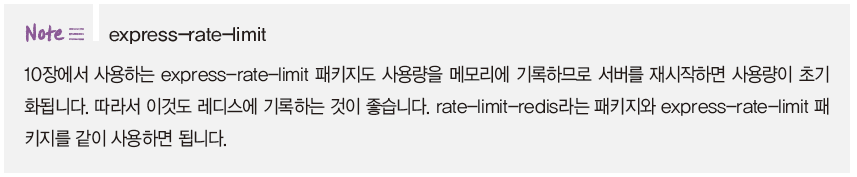 Note express-rate-limit
10장에서 사용하는 express-rate-limit 패키지도 사용량을 메모리에 기록하므로 서버를 재시작하면 사용량이 초기
화됩니다. 따라서 이것도 레디스에 기록하는 것이 좋습니다. rate-limit-redis라는 패키지와 express-rate-limit 패
키지를 같이 사용하면 됩니다.